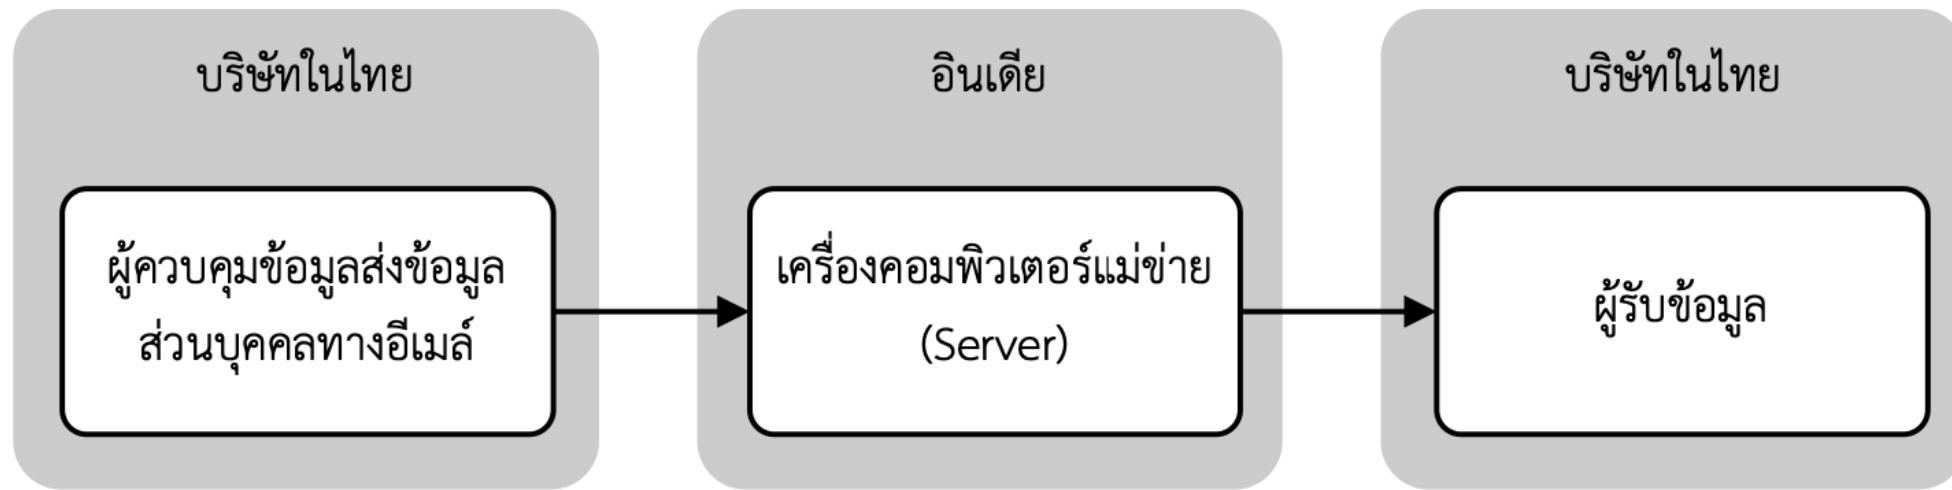 บริษัทในไทย
ผู้ควบคุมข้อมูลส่งข้อมูล
ส่วนบุคคลทางอีเมล์
อินเดีย
เครื่องคอมพิวเตอร์แม่ข่าย
(Server)
บริษัทในไทย
ผู้รับข้อมูล